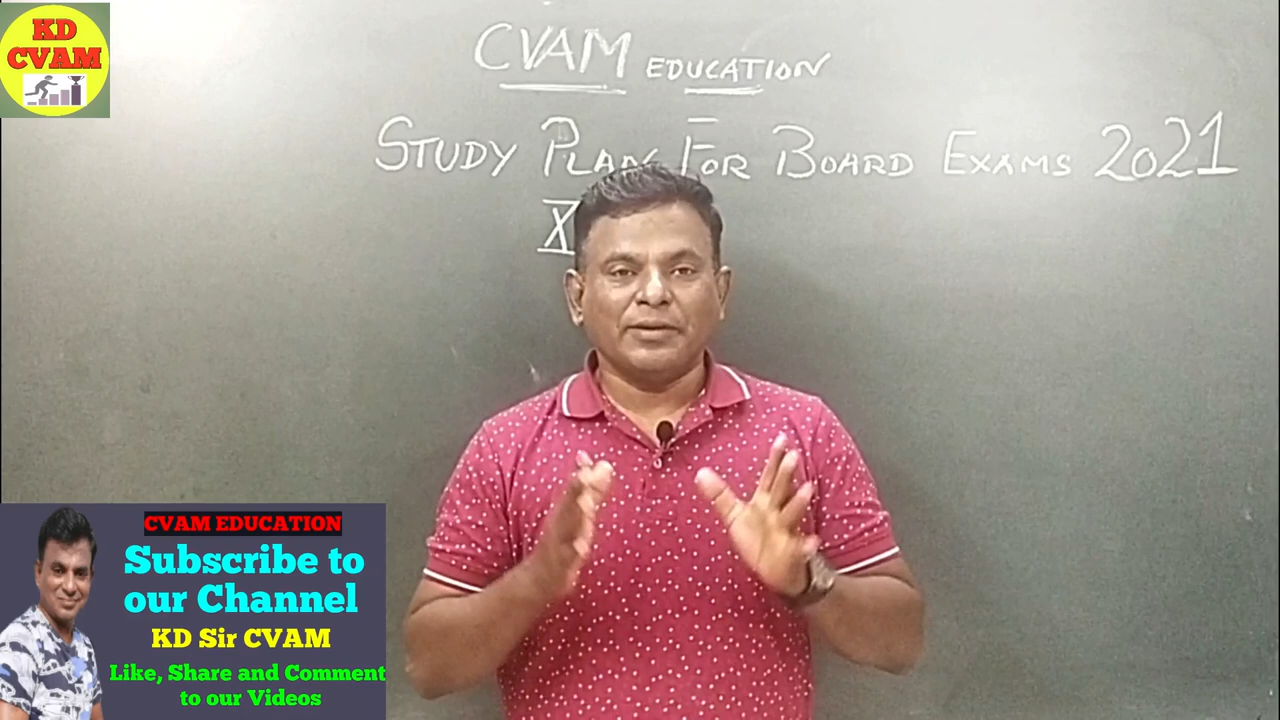 KD
CVAM
CVAM EDUCATION
STUDY PLAN FOR BOARD EXAMS 2021
X
CVAM EDUCATION
Subscribe to
our Channel
KD Sir CVAM
Like, Share and Comment
to our Videos